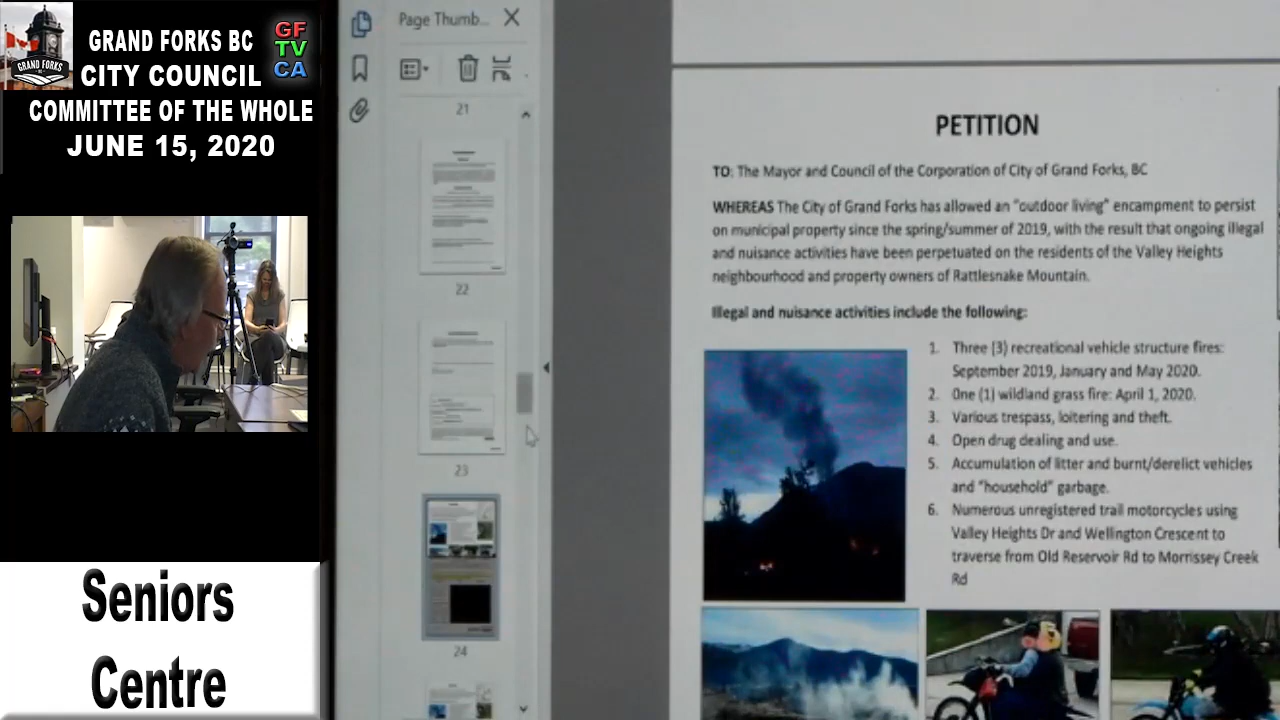 GRAND FORKS BC
CITY COUNCIL
COMMITTEE OF THE WHOLE
JUNE 15, 2020
GF
TV
CA
GRAND FORKS
Seniors
Centre
Page Thumb...
21
22
23
24
PETITION
TO: The Mayor and Council of the Corporation of City of Grand Forks, BC
WHEREAS The City of Grand Forks has allowed an "outdoor living" encampment to persist
on municipal property since the spring/summer of 2019, with the result that ongoing illegal
and nuisance activities have been perpetuated on the residents of the Valley Heights
neighbourhood and property owners of Rattlesnake Mountain.
Illegal and nuisance activities include the following:
1. Three (3) recreational vehicle structure fires:
September 2019, January and May 2020.
2. One (1) wildland grass fire: April 1, 2020.
3. Various trespass, loitering and theft.
4. Open drug dealing and use.
5. Accumulation of litter and burnt/derelict vehicles
and "household" garbage.
6. Numerous unregistered trail motorcycles using
Valley Heights Dr and Wellington Crescent to
traverse from Old Reservoir Rd to Morrissey Creek
Rd